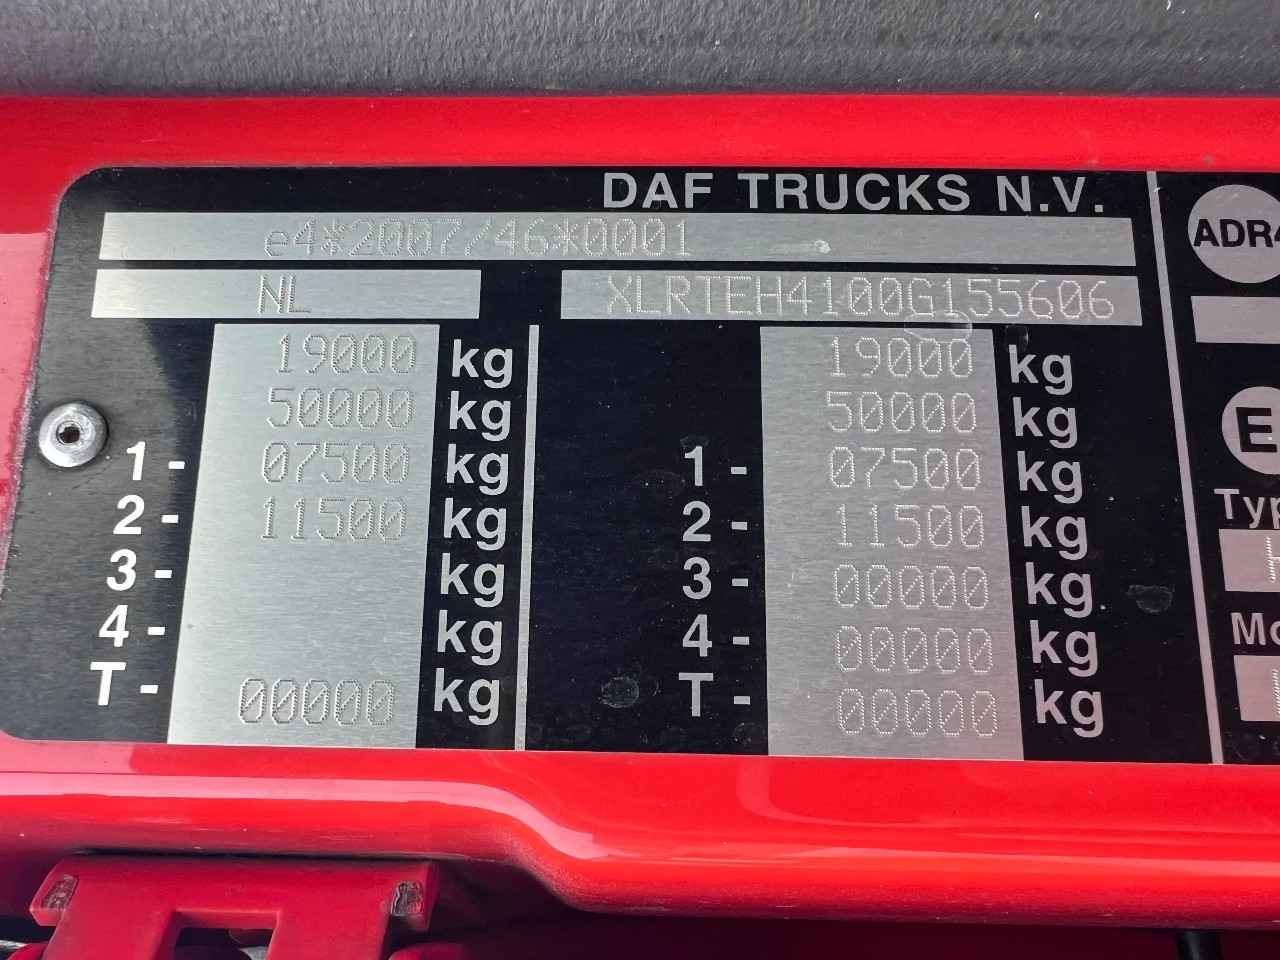 DAF TRUCKS N.V.
e4*2007/46*0001
NL XLRTEH4100G155606
19000 kg 19000 kg
50000 kg 50000 kg
1- 07500 kg 1- 07500 kg
2- 11500 kg 2- 11500 kg
3- kg 3- 00000 kg
4- kg 4- 00000 kg
T- 00000 kg T- 00000 kg
ADR
E